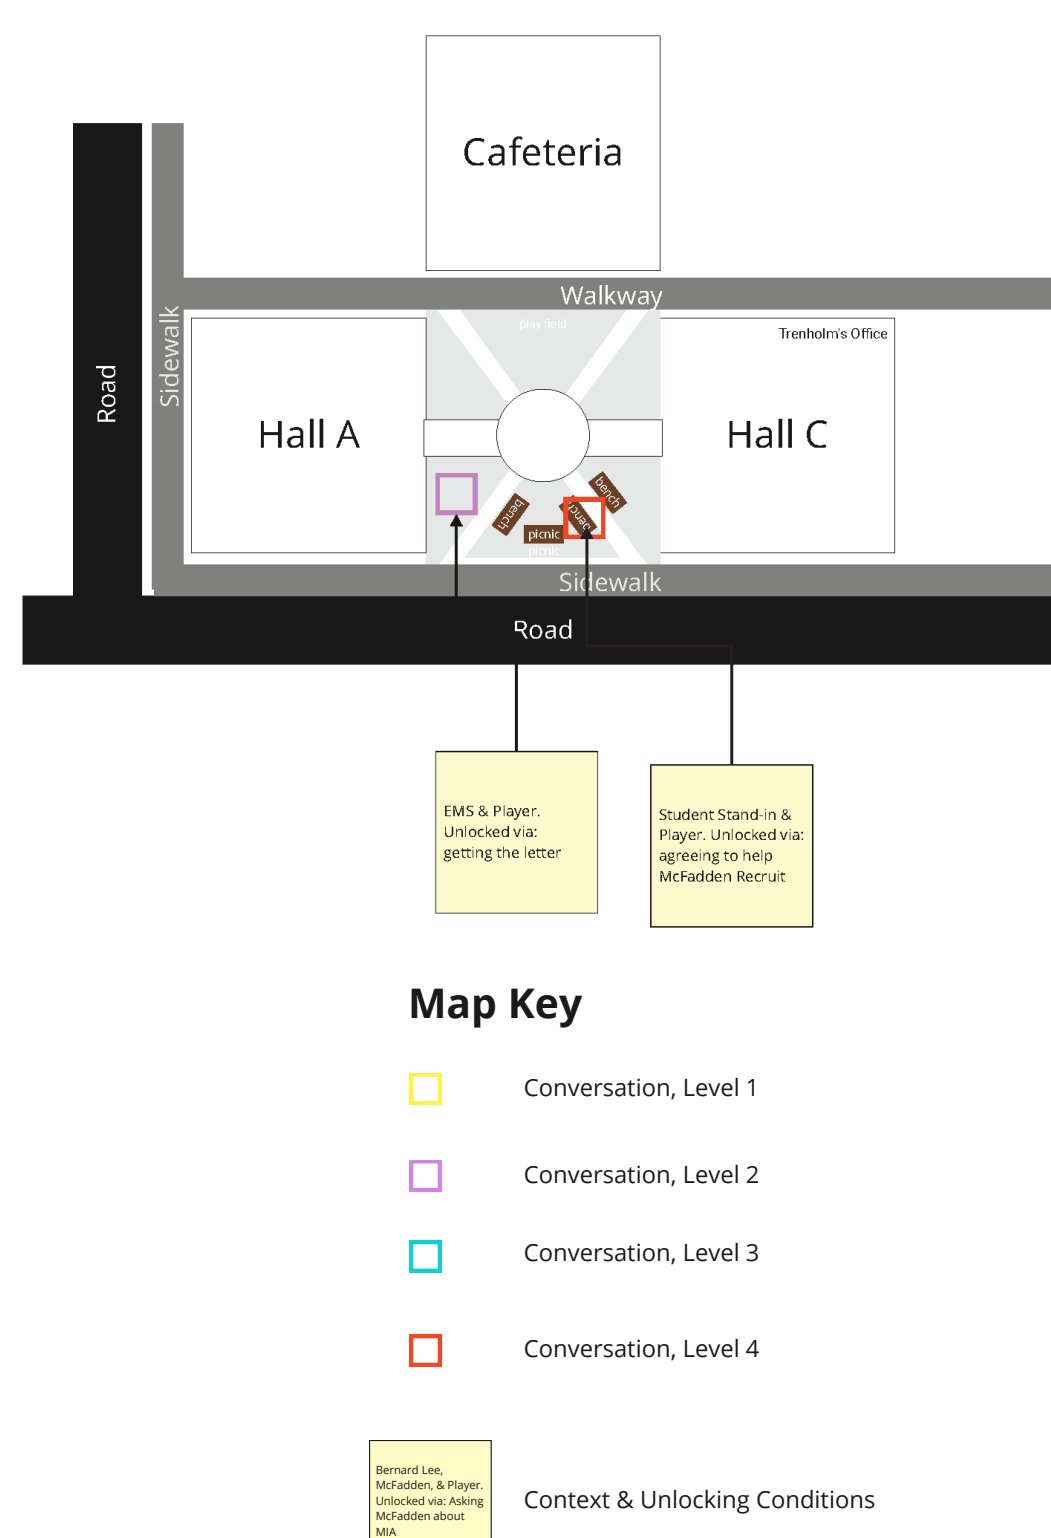 Cafeteria
Walkway
play field
Trenholm's Office
Sidewalk
Road
Hall A
Hall C
bench
bench
bench
picnic
picnic
Sidewalk
Road
EMS & Player.
Unlocked via:
getting the letter
Student Stand-in &
Player. Unlocked via:
agreeing to help
McFadden Recruit
Map Key
Conversation, Level 1
Conversation, Level 2
Conversation, Level 3
Conversation, Level 4
Bernard Lee,
McFadden, & Player.
Unlocked via: Asking
McFadden about
MIA
Context & Unlocking Conditions